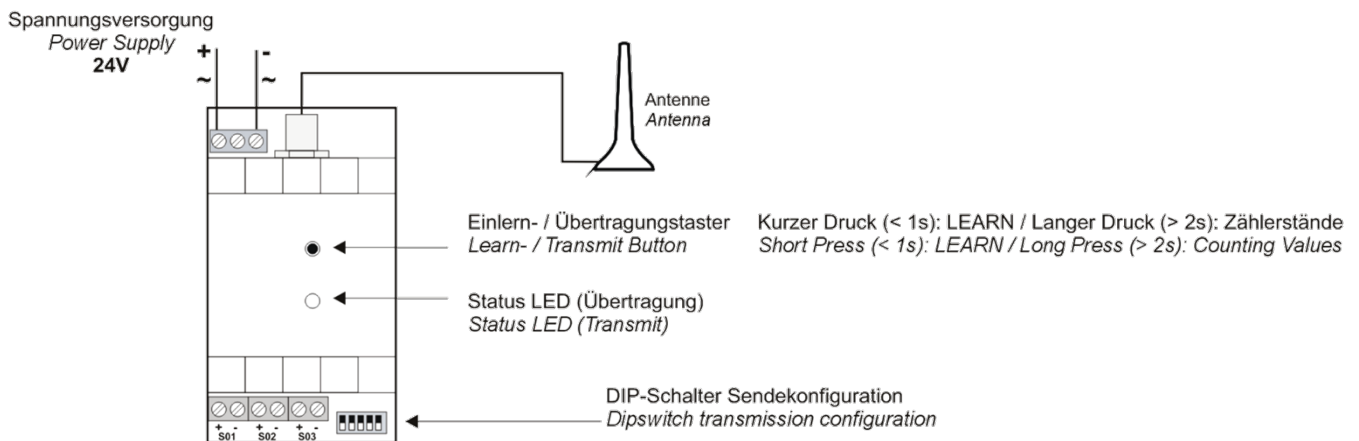 Spannungsversorgung
Power Supply
24V
+ -
~ ~
Antenne
Antenna
Einlern- / Übertragungstaster
Learn- / Transmit Button
Kurzer Druck (< 1s): LEARN / Langer Druck (> 2s): Zählerstände
Short Press (< 1s): LEARN / Long Press (> 2s): Counting Values
Status LED (Übertragung)
Status LED (Transmit)
DIP-Schalter Sendekonfiguration
Dipswitch transmission configuration
+ - + - + -
S01 S02 S03